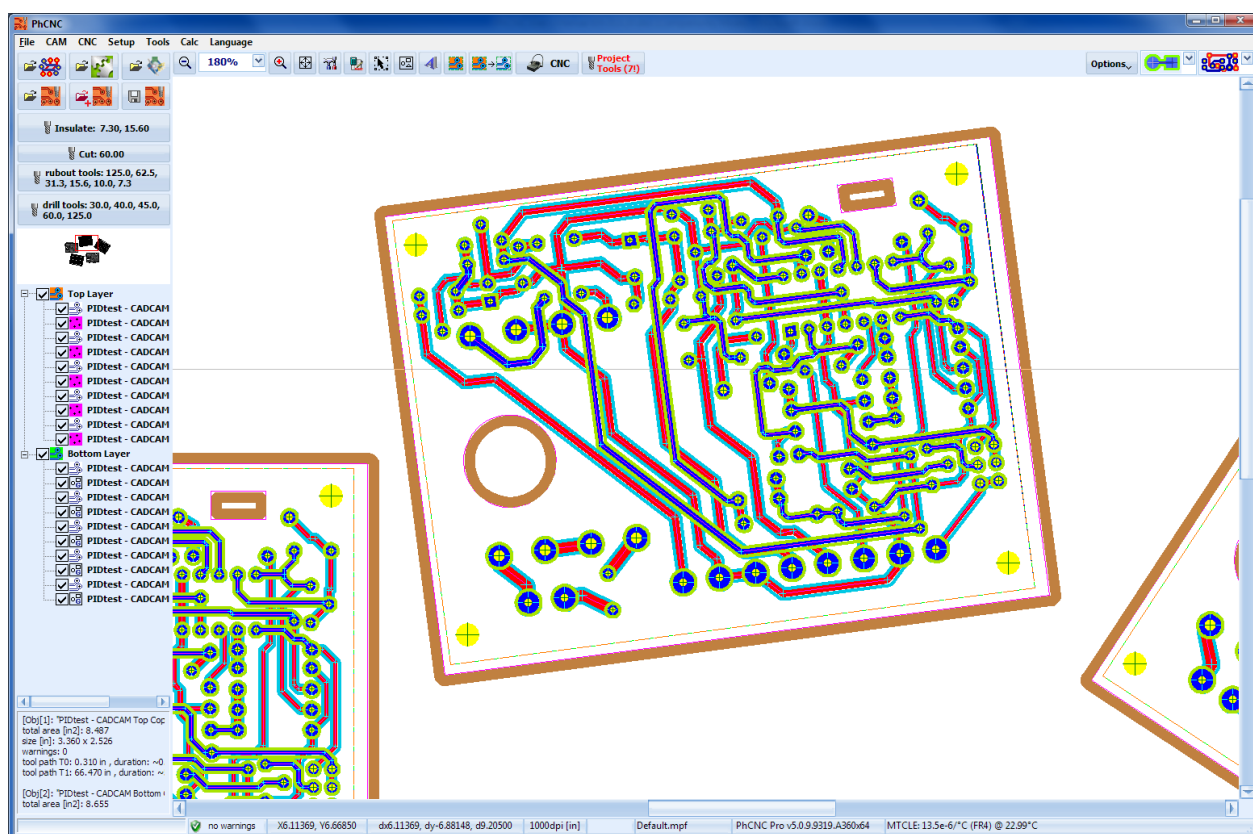 PhCNC
File CAM CNC Setup Tools Calc Language
180%
CNC
Project
Tools (7!)
Options
Insulate: 7.30, 15.60
Cut: 60.00
rubout tools: 125.0, 62.5,
31.3, 15.6, 10.0, 7.3
drill tools: 30.0, 40.0, 45.0,
60.0, 125.0
Top Layer
PIDtest - CADCAM
PIDtest - CADCAM
PIDtest - CADCAM
PIDtest - CADCAM
PIDtest - CADCAM
PIDtest - CADCAM
PIDtest - CADCAM
PIDtest - CADCAM
PIDtest - CADCAM
PIDtest - CADCAM
Bottom Layer
PIDtest - CADCAM
PIDtest - CADCAM
PIDtest - CADCAM
PIDtest - CADCAM
PIDtest - CADCAM
PIDtest - CADCAM
PIDtest - CADCAM
PIDtest - CADCAM
PIDtest - CADCAM
PIDtest - CADCAM
[Obj[1]: "PIDtest - CADCAM Top Cop
total area [in2]: 8.487
size [in]: 3.360 x 2.526
warnings: 0
tool path T0: 0.310 in , duration: ~0
tool path T1: 66.470 in , duration: ~
[Obj[2]: "PIDtest - CADCAM Bottom
total area [in2]: 8.655
no warnings X6.11369, Y6.66850 dx6.11369, dy-6.88148, d9.20500 1000dpi [in] Default.mpf PhCNC Pro v5.0.9.9319.A360x64 MTCLE: 13.5e-6/°C (FR4) @ 22.99°C